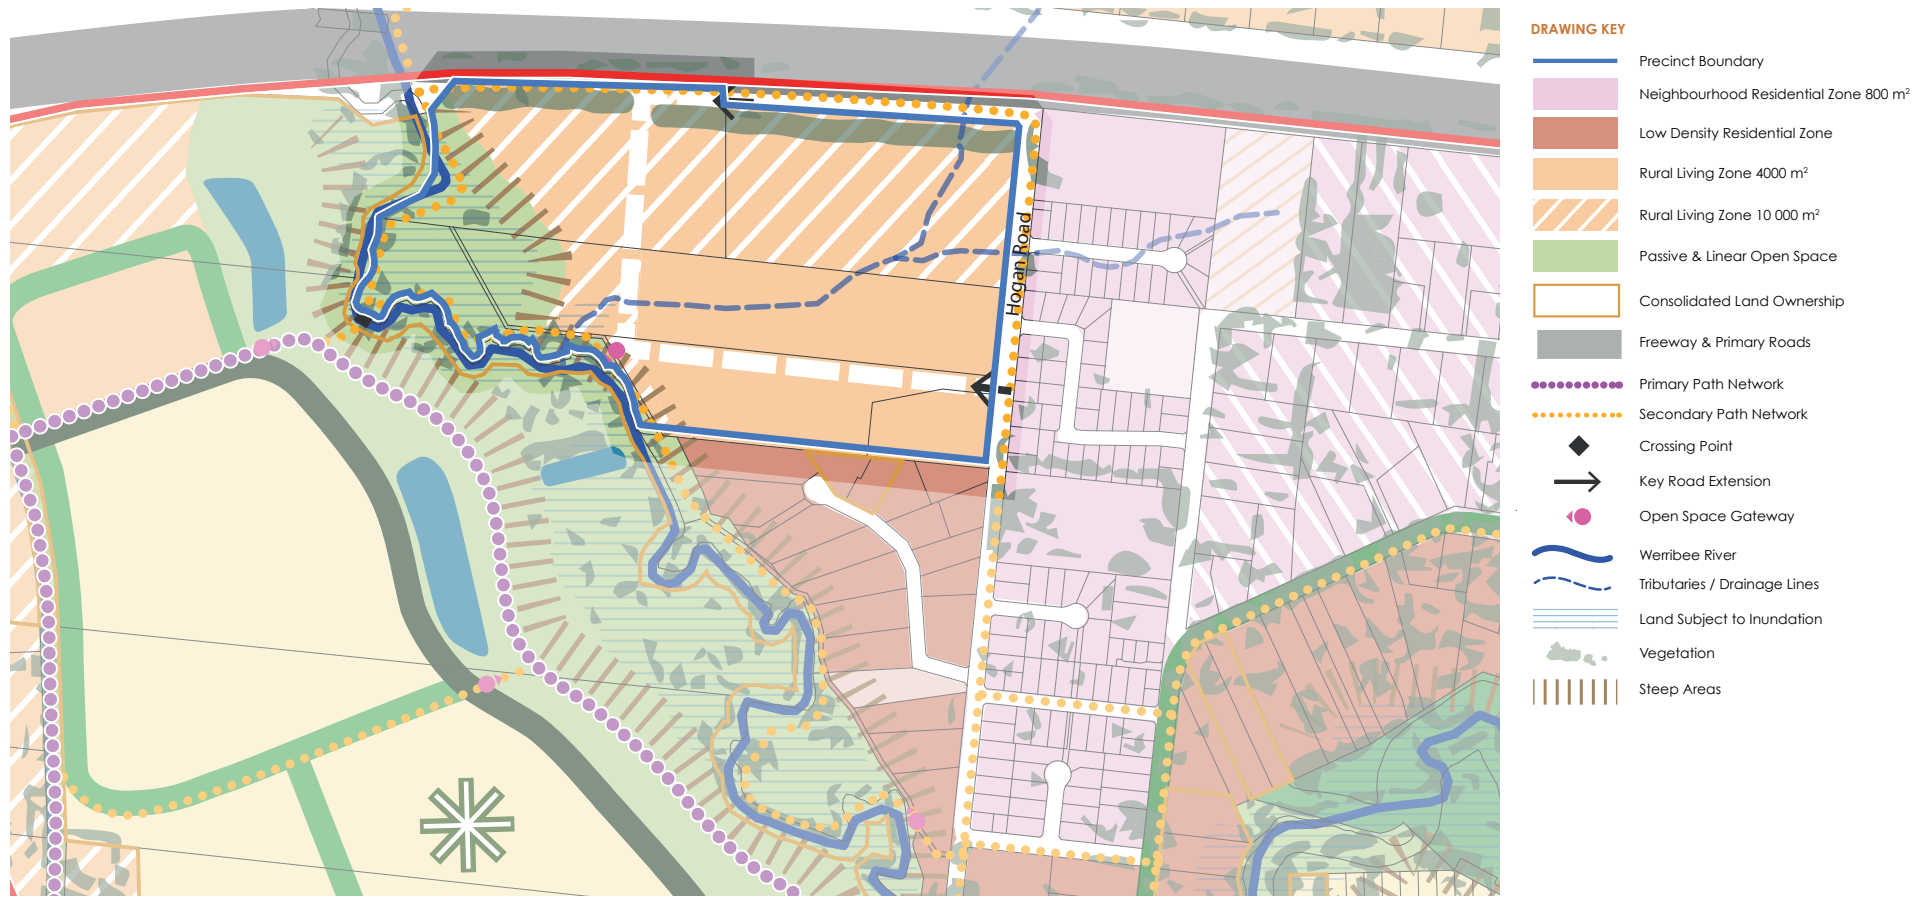 DRAWING KEY
Precinct Boundary
Neighbourhood Residential Zone 800 m²
Low Density Residential Zone
Rural Living Zone 4000 m²
Rural Living Zone 10 000 m²
Passive & Linear Open Space
Consolidated Land Ownership
Freeway & Primary Roads
Primary Path Network
Secondary Path Network
Crossing Point
Key Road Extension
Open Space Gateway
Werribee River
Tributaries / Drainage Lines
Land Subject to Inundation
Vegetation
Steep Areas
Hogan Road